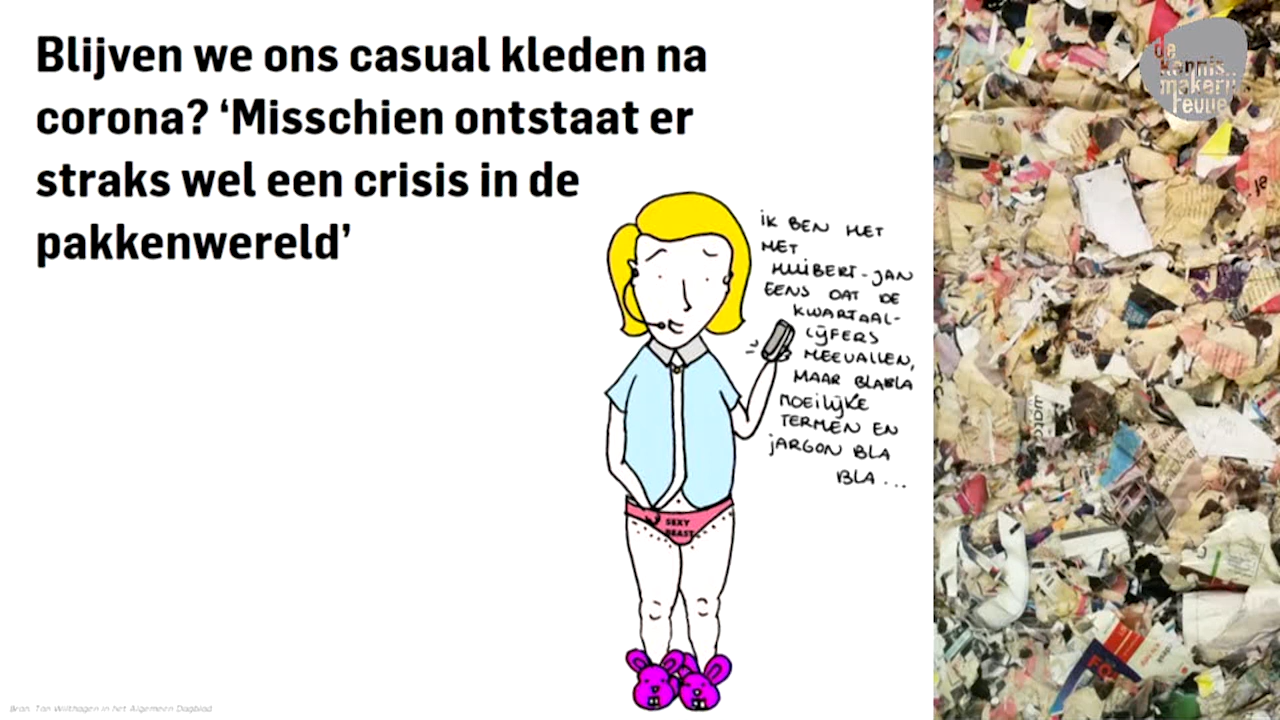 Blijven we ons casual kleden na
corona? ‘Misschien ontstaat er
straks wel een crisis in de
pakkenwereld’
IK BEN HET
MET
HUIBERT-JAN
EENS DAT DE
KWARTAAL-
CIJFERS
MEEVALLEN,
MAAR BLABLA
MOEILIJKE
TERMEN EN
JARGON BLA
BLA...
SEXY
BEAST
de
kennis
makerij
revue
Bron: Ton Wilthagen in het Algemeen Dagblad